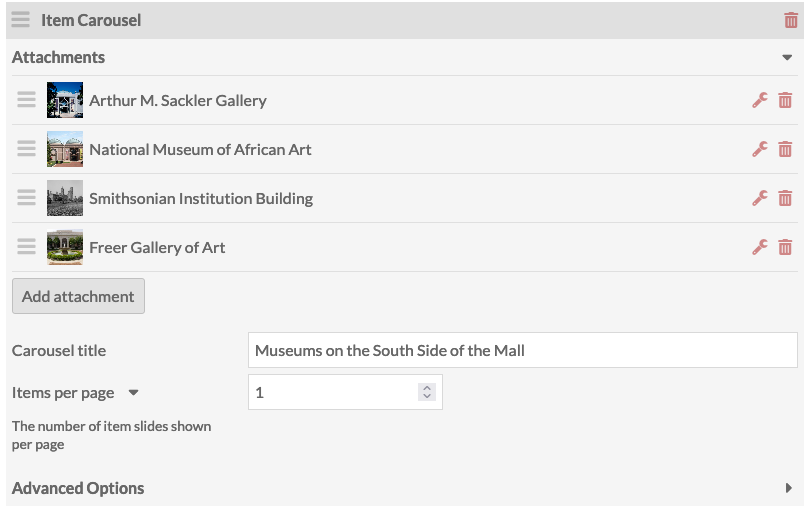 Item Carousel
Attachments
Arthur M. Sackler Gallery
National Museum of African Art
Smithsonian Institution Building
Freer Gallery of Art
Add attachment
Carousel title
Museums on the South Side of the Mall
Items per page
1
The number of item slides shown
per page
Advanced Options